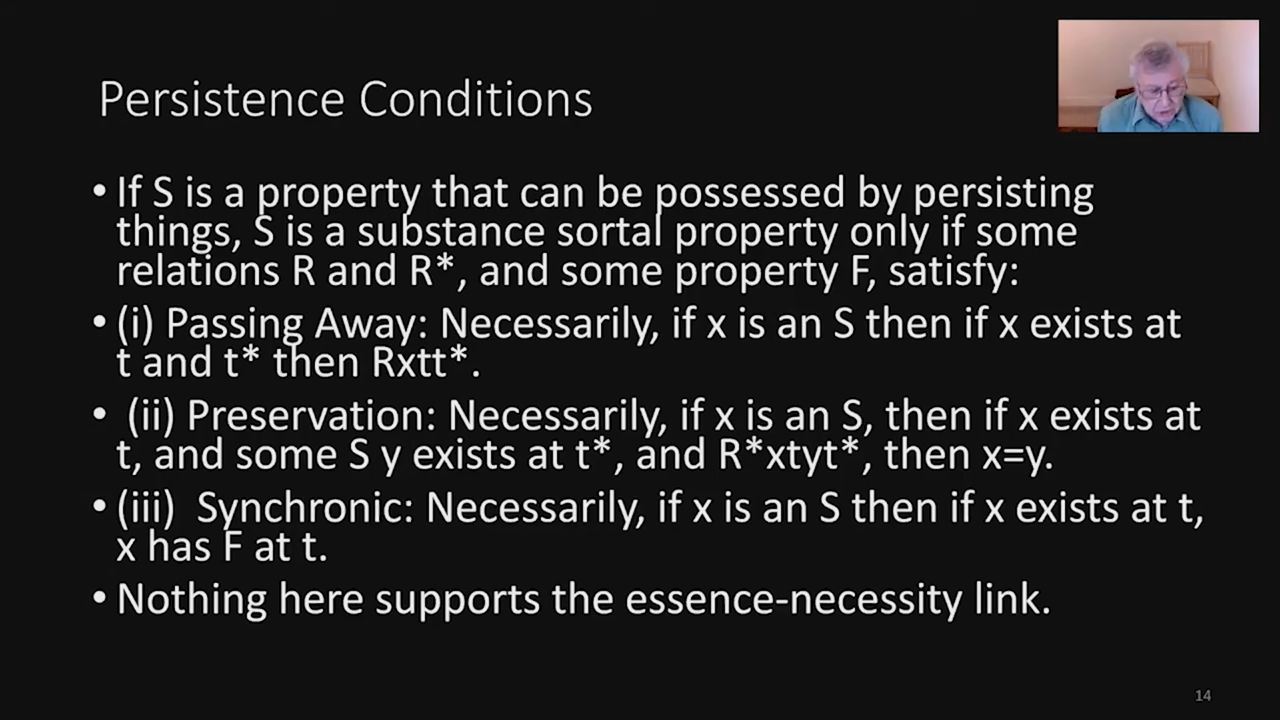 Persistence Conditions
• If S is a property that can be possessed by persisting
things, S is a substance sortal property only if some
relations R and R*, and some property F, satisfy:
• (i) Passing Away: Necessarily, if x is an S then if x exists at
t and t* then Rxtt*.
• (ii) Preservation: Necessarily, if x is an S, then if x exists at
t, and some S y exists at t*, and R*xtyt*, then x=y.
• (iii) Synchronic: Necessarily, if x is an S then if x exists at t,
x has F at t.
• Nothing here supports the essence-necessity link.
14